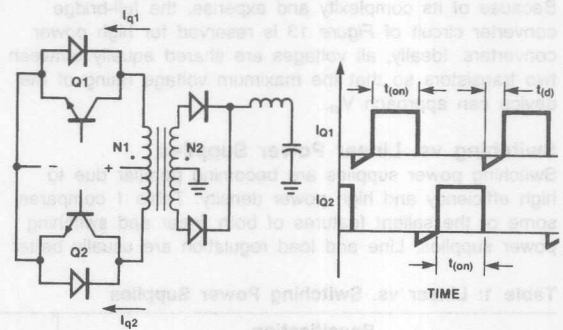 Because of its complexity and expense, the full-bridge
converter circuit of Figure 13 is reserved for high power
converters. Ideally, all voltages are shared equally between
two transistors so that the maximum voltage rating of the
device can approach
Switching vs. Linear Power Supplies
Switching power supplies are becoming popular due to
high efficiency and high power density. Table 1 compares
some of the salient features of both linear and switching
power supplies. Line and load regulation are usually better
Table 1: Linear vs. Switching Power Supplies
Specification
Iq1
Q1
N1
N2
Q2
Iq2
t(on)
t(d)
IQ1
IQ2
t(on)
TIME